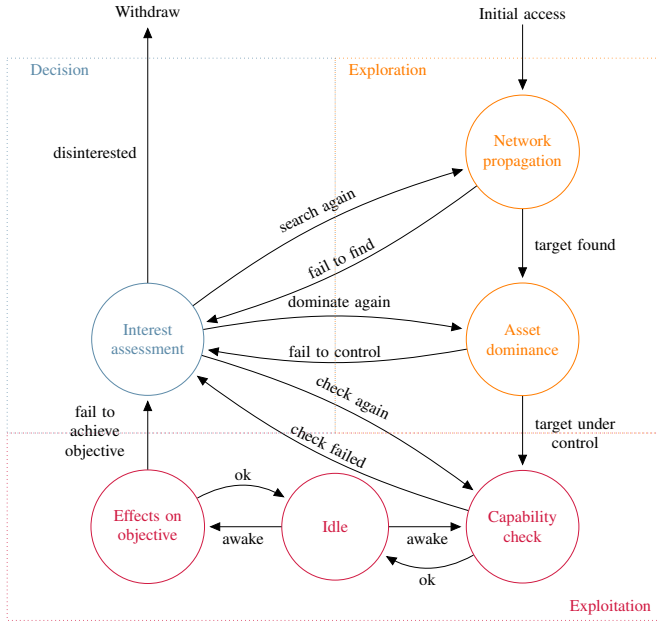 Withdraw
Initial access
Decision
Exploration
Network
propagation
disinterested
search again
fail to find
target found
dominate again
Interest
assessment
Asset
dominance
fail to control
check again
fail to
achieve
objective
target under
control
check failed
ok
Effects on
objective
Idle
Capability
check
awake
awake
ok
Exploitation